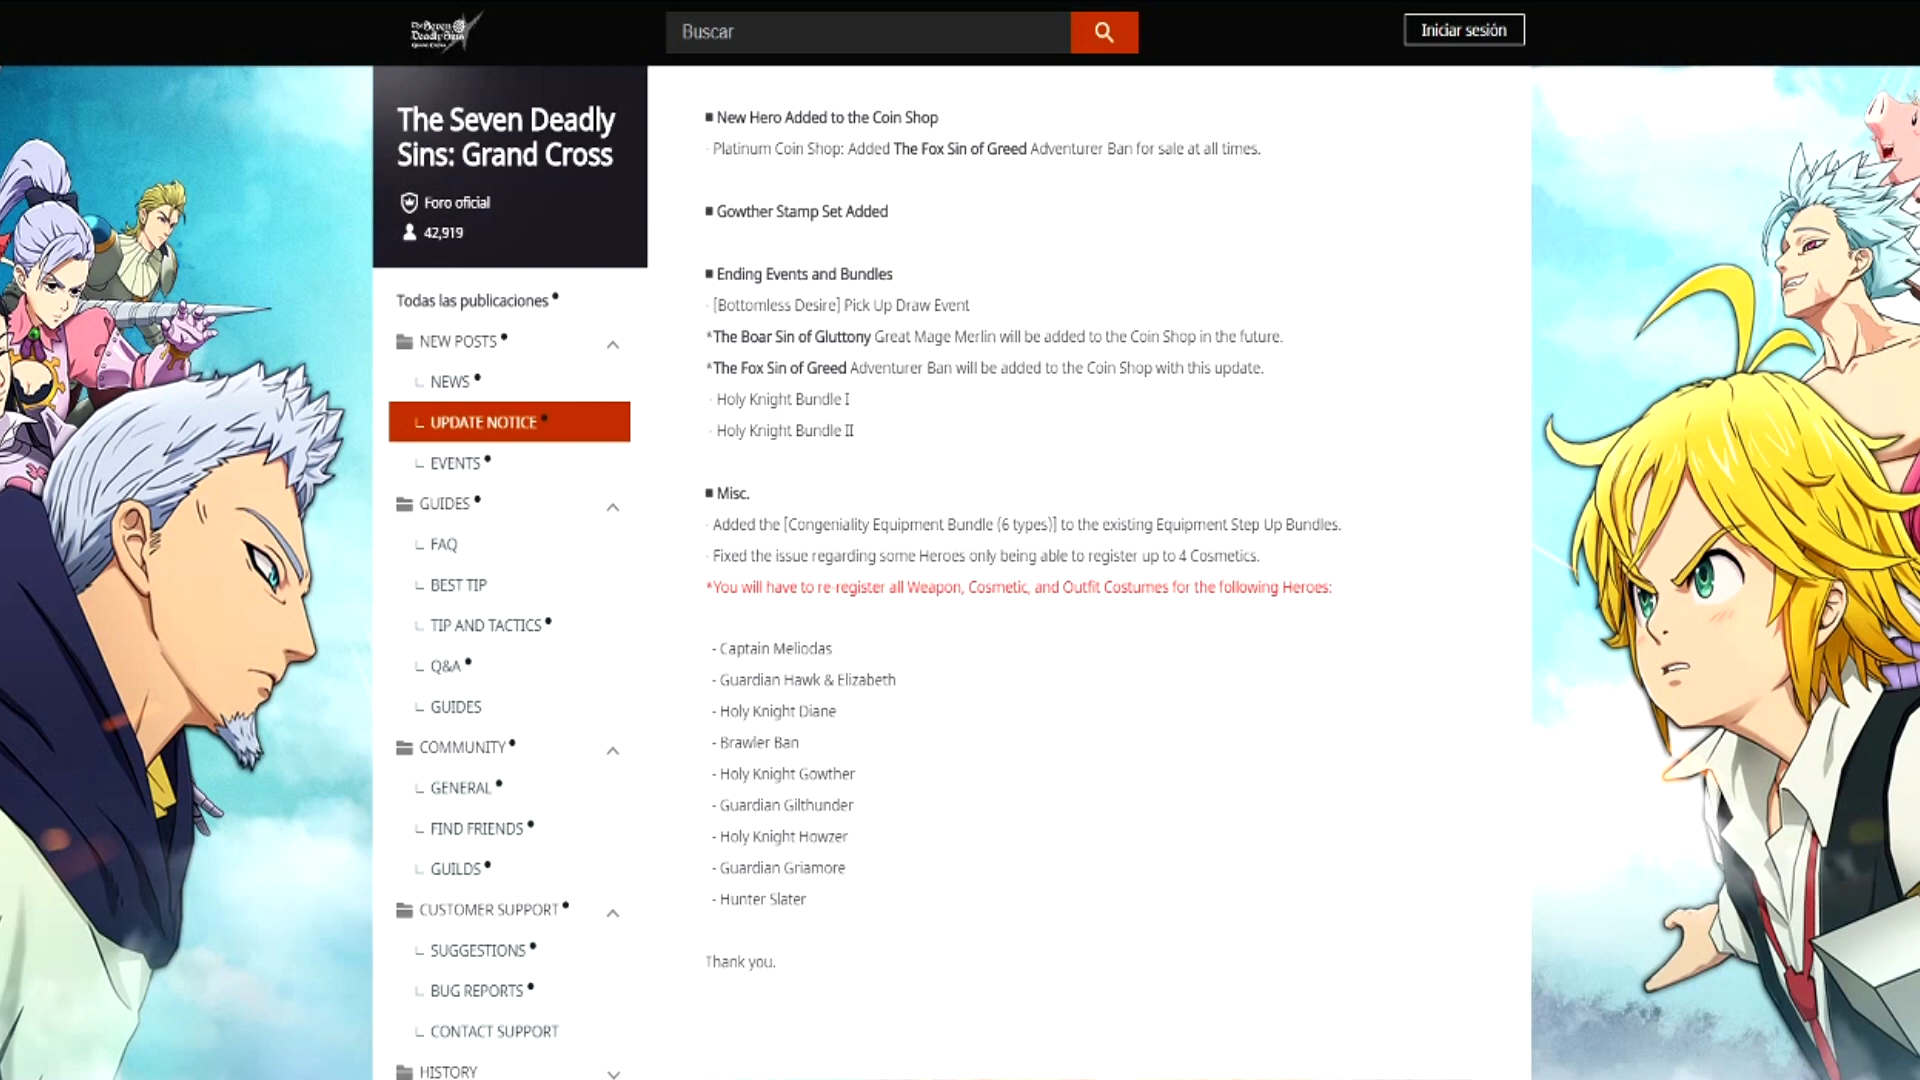 The Seven
Deadly Sins
Buscar
Iniciar sesión
The Seven Deadly
Sins: Grand Cross
Foro oficial
42,919
Todas las publicaciones
NEW POSTS
NEWS
UPDATE NOTICE
EVENTS
GUIDES
FAQ
BEST TIP
TIP AND TACTICS
Q&A
GUIDES
COMMUNITY
GENERAL
FIND FRIENDS
GUILDS
CUSTOMER SUPPORT
SUGGESTIONS
BUG REPORTS
CONTACT SUPPORT
HISTORY
■ New Hero Added to the Coin Shop
· Platinum Coin Shop: Added The Fox Sin of Greed Adventurer Ban for sale at all times.
■ Gowther Stamp Set Added
■ Ending Events and Bundles
· [Bottomless Desire] Pick Up Draw Event
*The Boar Sin of Gluttony Great Mage Merlin will be added to the Coin Shop in the future.
*The Fox Sin of Greed Adventurer Ban will be added to the Coin Shop with this update.
· Holy Knight Bundle I
· Holy Knight Bundle II
■ Misc.
· Added the [Congeniality Equipment Bundle (6 types)] to the existing Equipment Step Up Bundles.
· Fixed the issue regarding some Heroes only being able to register up to 4 Cosmetics.
*You will have to re-register all Weapon, Cosmetic, and Outfit Costumes for the following Heroes:
- Captain Meliodas
- Guardian Hawk & Elizabeth
- Holy Knight Diane
- Brawler Ban
- Holy Knight Gowther
- Guardian Gilthunder
- Holy Knight Howzer
- Guardian Griamore
- Hunter Slater
Thank you.